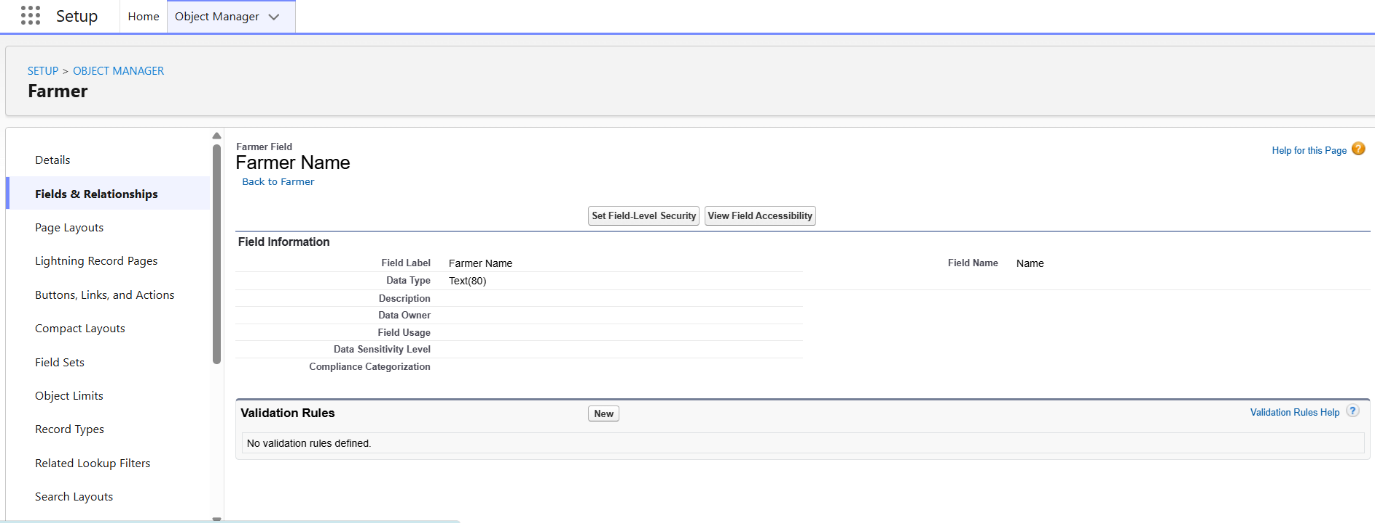 Setup Home Object Manager
SETUP > OBJECT MANAGER
Farmer
Details
Fields & Relationships
Page Layouts
Lightning Record Pages
Buttons, Links, and Actions
Compact Layouts
Field Sets
Object Limits
Record Types
Related Lookup Filters
Search Layouts
Farmer Field
Farmer Name
Back to Farmer
Help for this Page ?
Set Field-Level Security View Field Accessibility
Field Information
Field Label Farmer Name Field Name Name
Data Type Text(80)
Description
Data Owner
Field Usage
Data Sensitivity Level
Compliance Categorization
Validation Rules New Validation Rules Help ?
No validation rules defined.